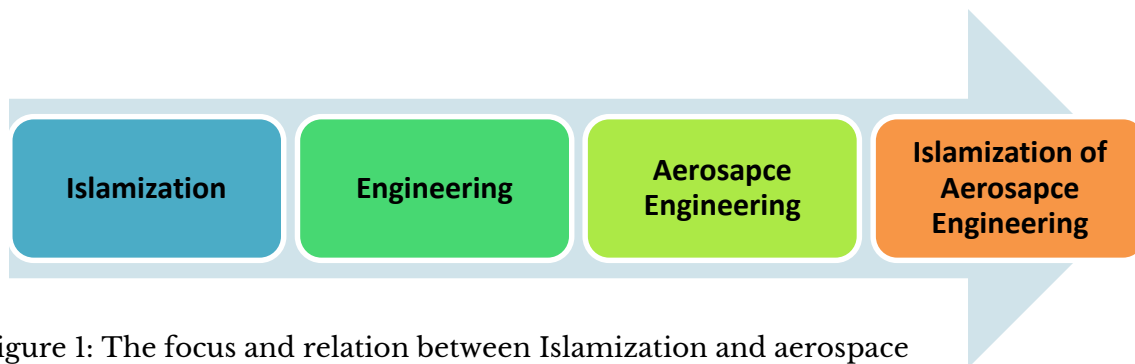 Islamization
Engineering
Aerosapce
Engineering
Islamization of
Aerosapce
Engineering
igure 1: The focus and relation between Islamization and aerospace